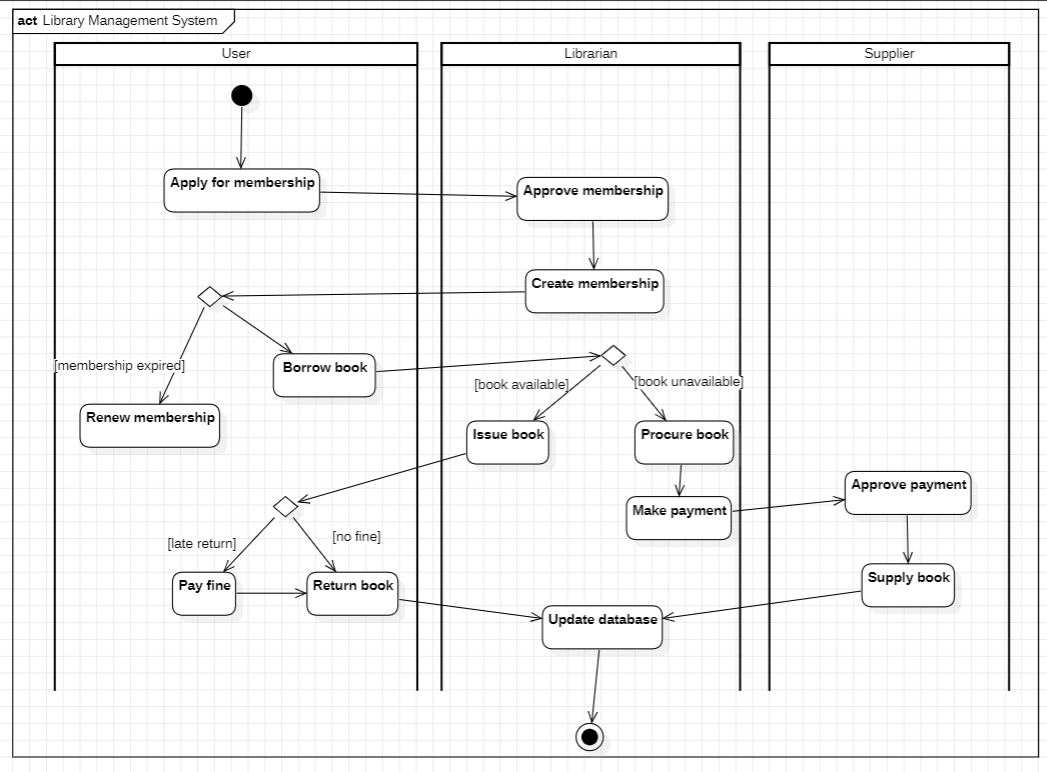 act Library Management System
User
Librarian
Supplier
Apply for membership
Approve membership
Create membership
[membership expired]
Borrow book
[book available]
[book unavailable]
Renew membership
Issue book
Procure book
Approve payment
Make payment
[late return]
[no fine]
Pay fine
Return book
Supply book
Update database